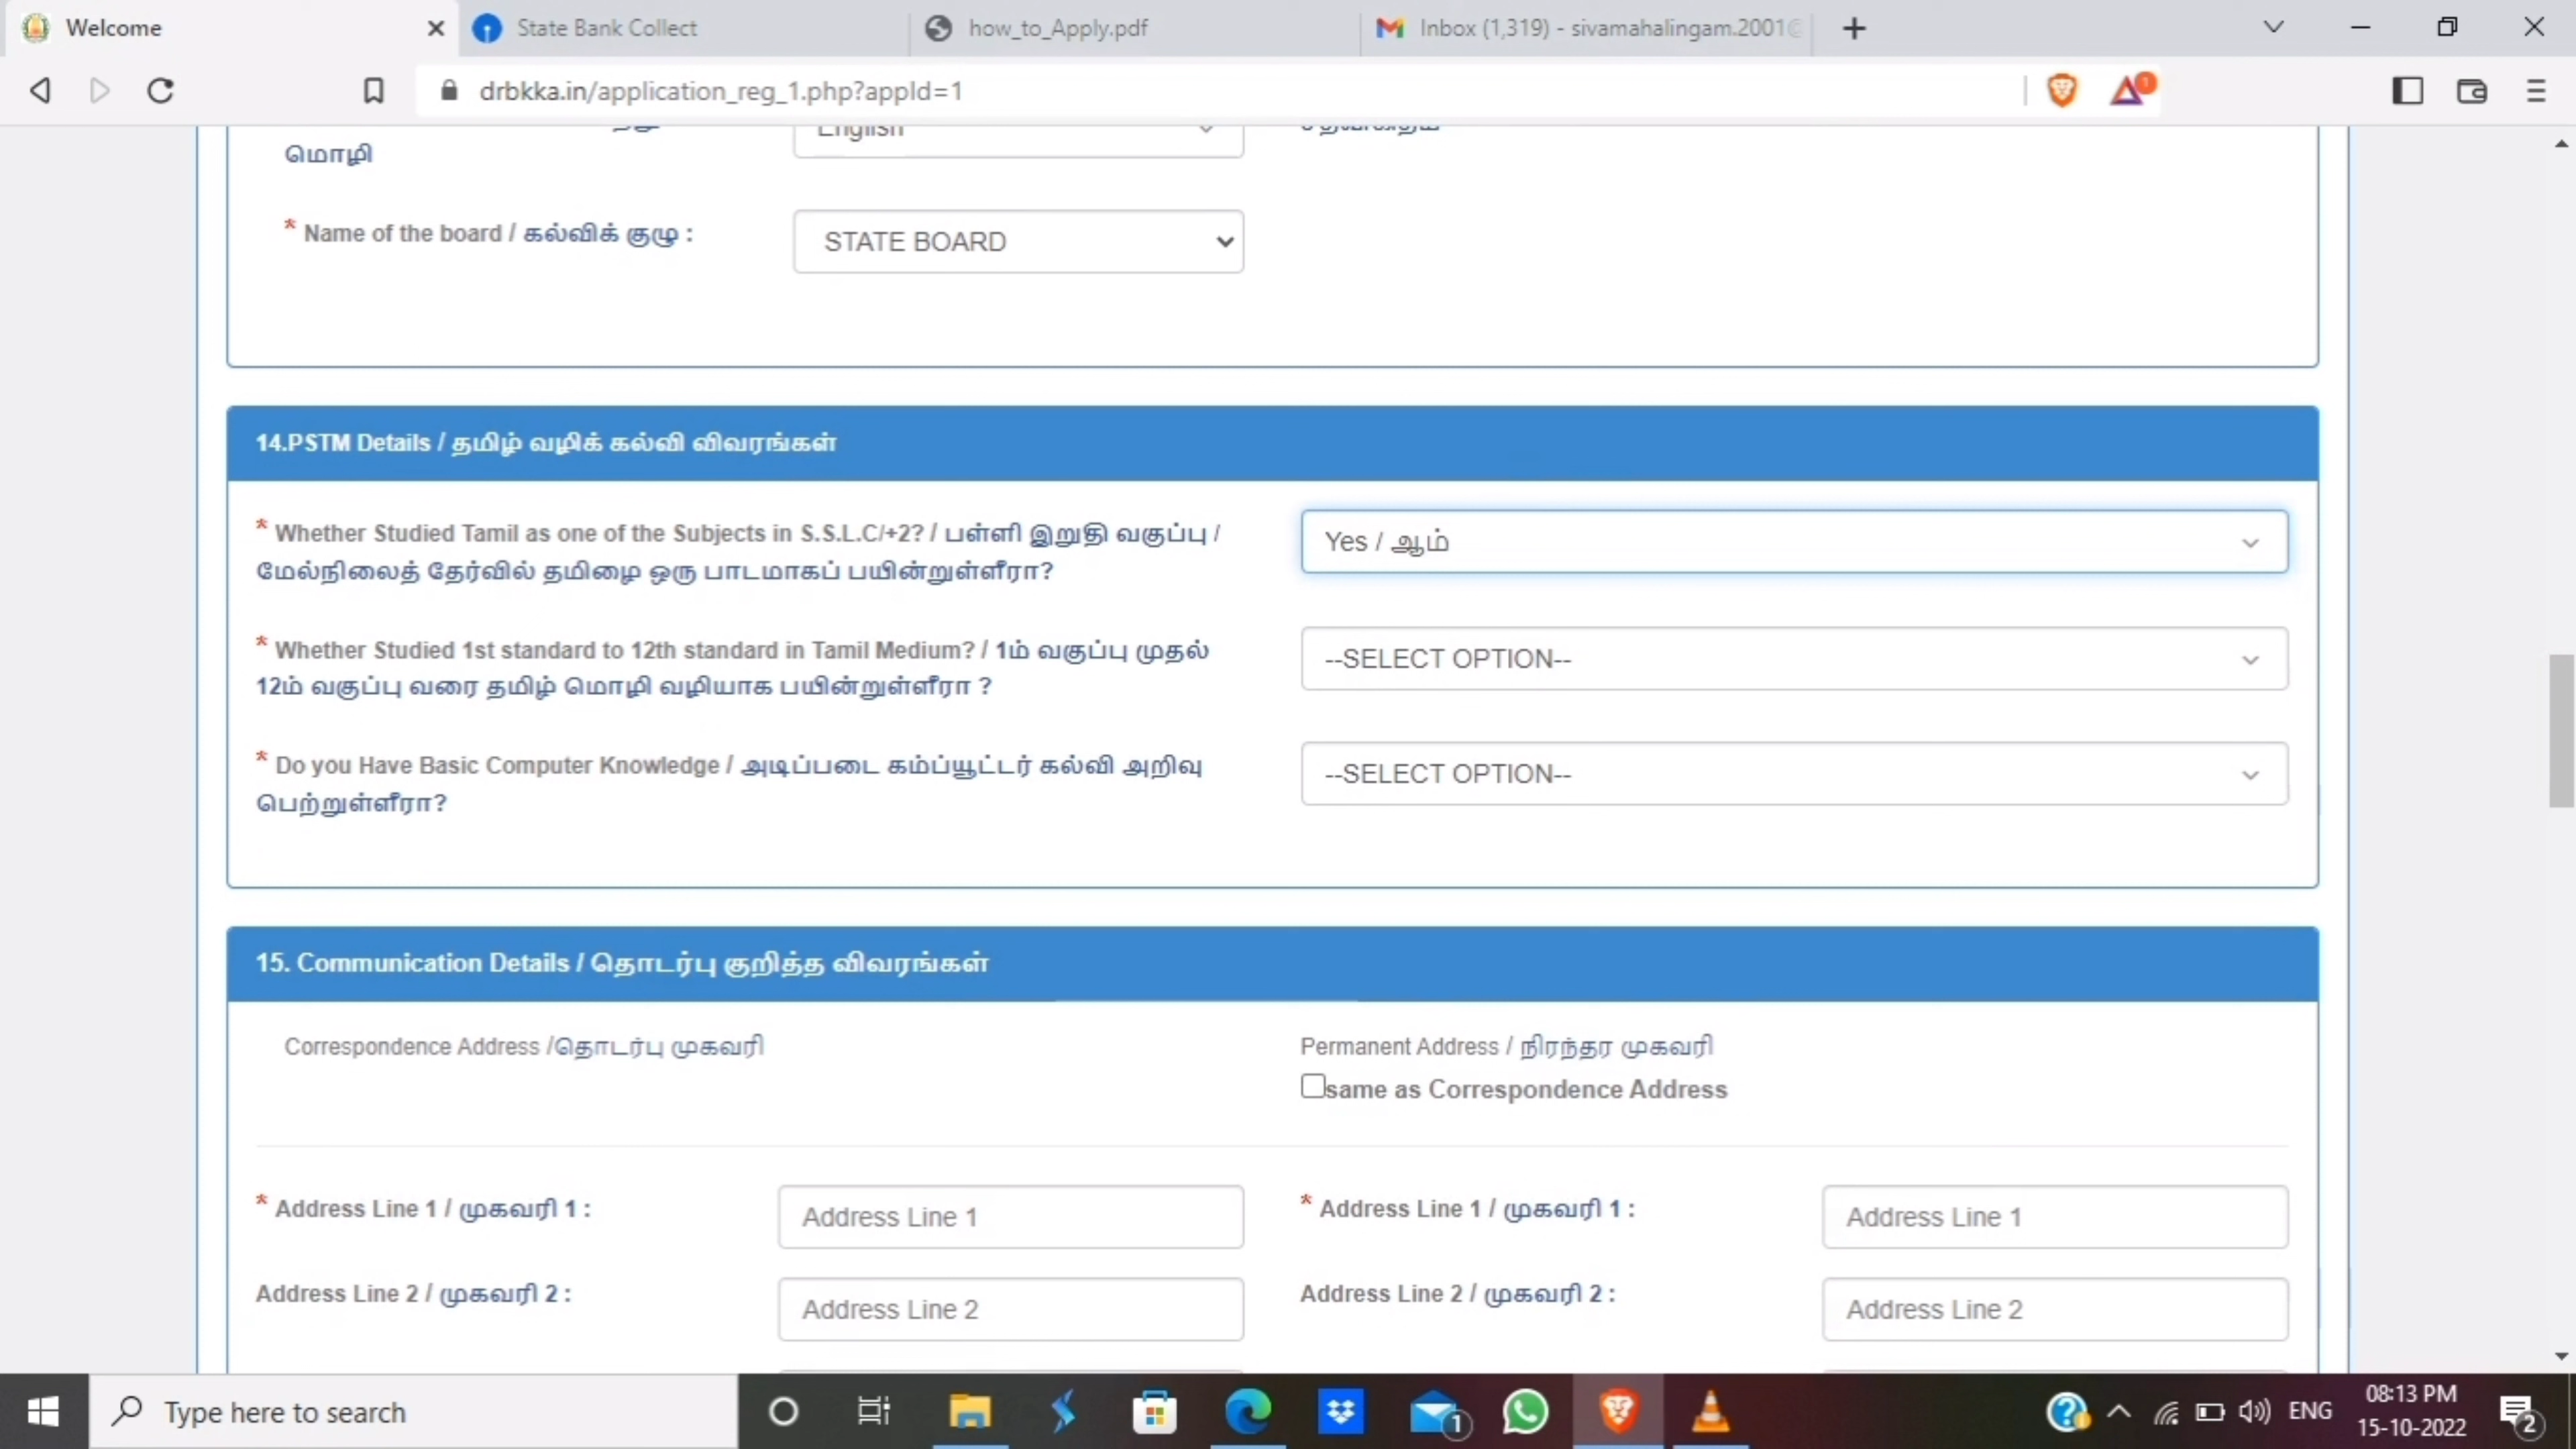 Welcome
State Bank Collect
how_to_Apply.pdf
Inbox (1,319) - sivamahalingam.2001@
drbkka.in/application_reg_1.php?appId=1
1
English
மொழி
* Name of the board / கல்விக் குழு :
STATE BOARD
14.PSTM Details / தமிழ் வழிக் கல்வி விவரங்கள்
* Whether Studied Tamil as one of the Subjects in S.S.L.C/+2? / பள்ளி இறுதி வகுப்பு /
மேல்நிலைத் தேர்வில் தமிழை ஒரு பாடமாகப் பயின்றுள்ளீரா?
Yes / ஆம்
* Whether Studied 1st standard to 12th standard in Tamil Medium? / 1ம் வகுப்பு முதல்
12ம் வகுப்பு வரை தமிழ் மொழி வழியாக பயின்றுள்ளீரா ?
--SELECT OPTION--
* Do you Have Basic Computer Knowledge / அடிப்படை கம்ப்யூட்டர் கல்வி அறிவு
பெற்றுள்ளீரா?
--SELECT OPTION--
15. Communication Details / தொடர்பு குறித்த விவரங்கள்
Correspondence Address /தொடர்பு முகவரி
Permanent Address / நிரந்தர முகவரி
same as Correspondence Address
* Address Line 1 / முகவரி 1 :
Address Line 1
* Address Line 1 / முகவரி 1 :
Address Line 1
Address Line 2 / முகவரி 2 :
Address Line 2
Address Line 2 / முகவரி 2 :
Address Line 2
Type here to search
1
ENG
08:13 PM
15-10-2022
2